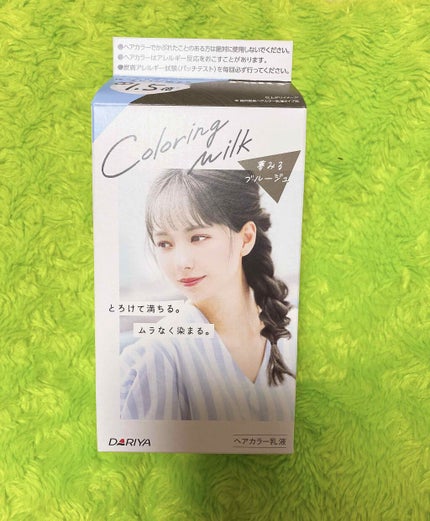 ●ヘアカラーでかぶれたことのある方は絶対に使用しないでください。
●ヘアカラーはアレルギー反応をおこすことがあります。
●皮膚アレルギー試験(パッチテスト)を毎回必ず行ってください。
1.5倍
Coloring
milk
夢みる
ブルージュ
とろけて満ちる。
ムラなく染まる。
DARIYA
ヘアカラー乳液